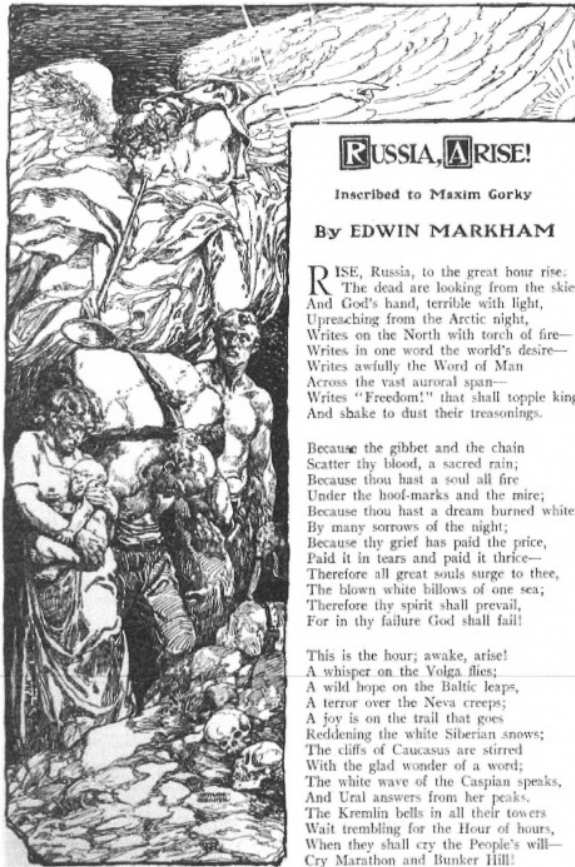 RUSSIA, ARISE!
Inscribed to Maxim Gorky
By EDWIN MARKHAM
RISE, Russia, to the great hour rise:
The dead are looking from the skie
And God's hand, terrible with light,
Upreaching from the Arctic night,
Writes on the North with torch of fire—
Writes in one word the world's desire—
Writes awfully the Word of Man
Across the vast auroral span—
Writes "Freedom!" that shall topple king
And shake to dust their treasonings.
Because the gibbet and the chain
Scatter thy blood, a sacred rain;
Because thou hast a soul all fire
Under the hoof-marks and the mire;
Because thou hast a dream burned white
By many sorrows of the night;
Because thy grief has paid the price,
Paid it in tears and paid it thrice—
Therefore all great souls surge to thee,
The blown white billows of one sea;
Therefore thy spirit shall prevail,
For in thy failure God shall fail!
This is the hour; awake, arise!
A whisper on the Volga flies;
A wild hope on the Baltic leaps,
A terror over the Neva creeps;
A joy is on the trail that goes
Reddening the white Siberian snows;
The cliffs of Caucasus are stirred
With the glad wonder of a word;
The white wave of the Caspian speaks,
And Ural answers from her peaks.
The Kremlin bells in all their towers
Wait trembling for the Hour of hours,
When they shall cry the People's will—
Cry Marathon and Bunker Hill!